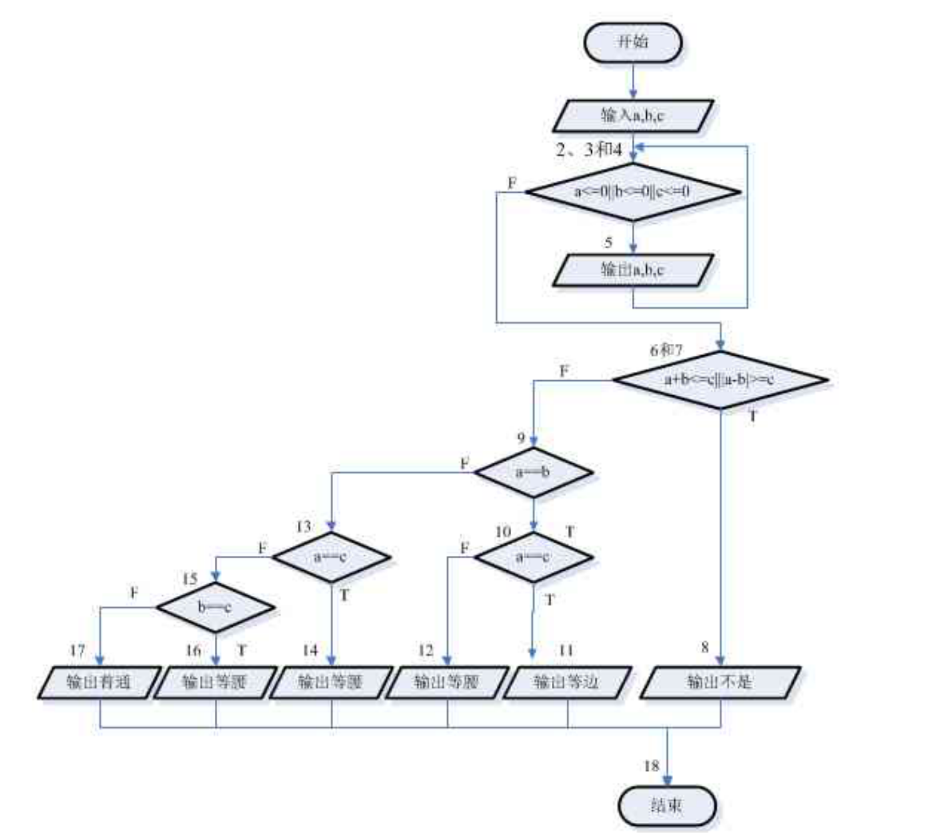 开始
输入a,b,c
2、3和4
F
a<=0||b<=0||c<=0
5
输出a,b,c
6和7
F
a+b<=c|||a-b|>=c
T
9
F
a==b
13
10
T
F
a==c
F
a==c
15
T
T
F
b==c
17
16
T
14
12
11
8
输出普通
输出等腰
输出等腰
输出等腰
输出等边
输出不是
18
结束